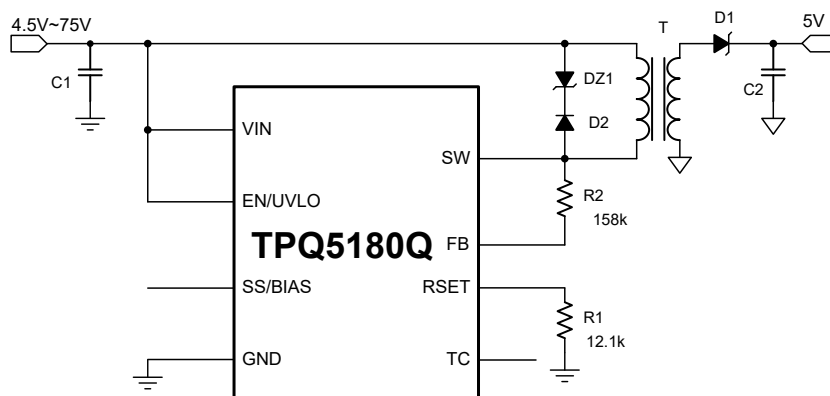 4.5V~75V
T
D1
5V
C1
DZ1
C2
D2
VIN
SW
R2
158k
EN/UVLO
TPQ5180Q
FB
SS/BIAS
RSET
R1
12.1k
GND
TC